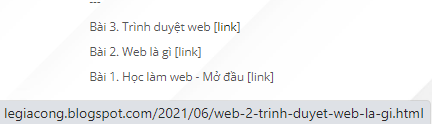 ---
Bài 3. Trình duyệt web [link]
Bài 2. Web là gì [link]
Bài 1. Học làm web - Mở đầu [link]
legiacong.blogspot.com/2021/06/web-2-trinh-duyet-web-la-gi.html